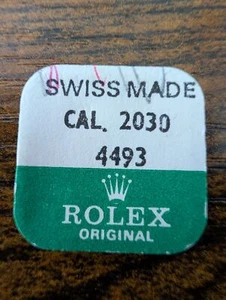 SWISS MADE
CAL. 2030
4493
ROLEX
ORIGINAL